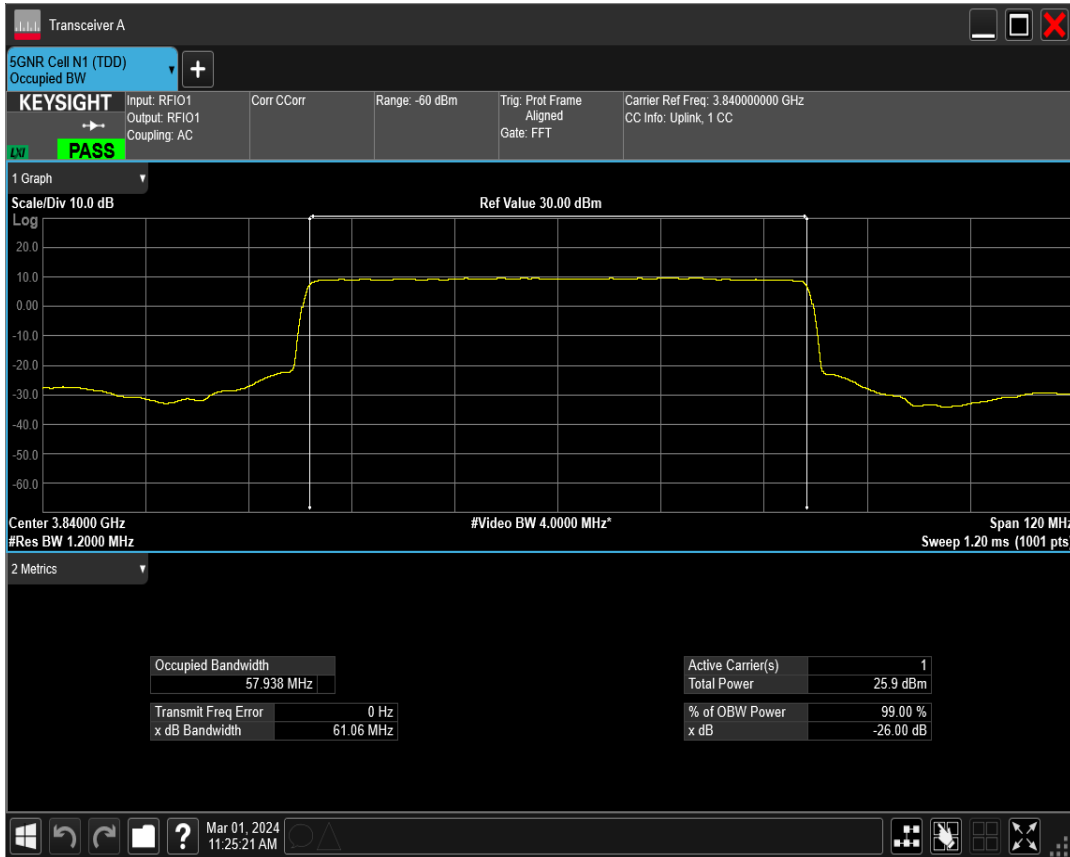 Transceiver A
5GNR Cell N1 (TDD)
Occupied BW
+
KEYSIGHT
LXI
PASS
Input: RFIO1
Output: RFIO1
Coupling: AC
Corr CCorr
Range: -60 dBm
Trig: Prot Frame
Aligned
Gate: FFT
Carrier Ref Freq: 3.840000000 GHz
CC Info: Uplink, 1 CC
1 Graph
Scale/Div 10.0 dB
Ref Value 30.00 dBm
Log
20.0
10.0
0.00
-10.0
-20.0
-30.0
-40.0
-50.0
-60.0
Center 3.84000 GHz
#Video BW 4.0000 MHz*
Span 120 MHz
#Res BW 1.2000 MHz
Sweep 1.20 ms (1001 pts)
2 Metrics
Occupied Bandwidth
57.938 MHz
Transmit Freq Error 0 Hz
x dB Bandwidth 61.06 MHz
Active Carrier(s) 1
Total Power 25.9 dBm
% of OBW Power 99.00 %
x dB -26.00 dB
?
Mar 01, 2024
11:25:21 AM